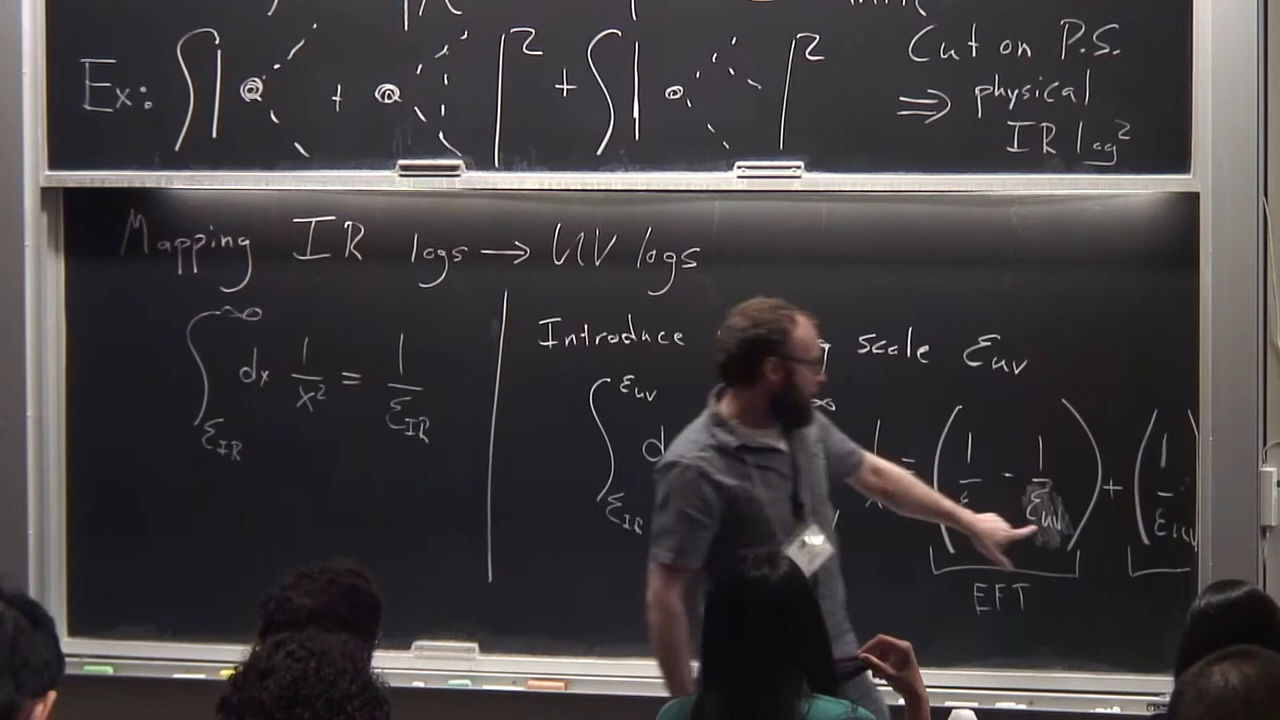 Ex: ∫| + |² + ∫| |²
Cut on P.S.
⇒ physical
IR log²
Mapping IR logs → UV logs
∫_{ε_IR}^{∞} dx 1/x² = 1/ε_IR
Introduce scale ε_UV
∫_{ε_IR}^{ε_UV} d ∞ = (1/ε - 1/ε_UV) + (1/ε_UV
EFT